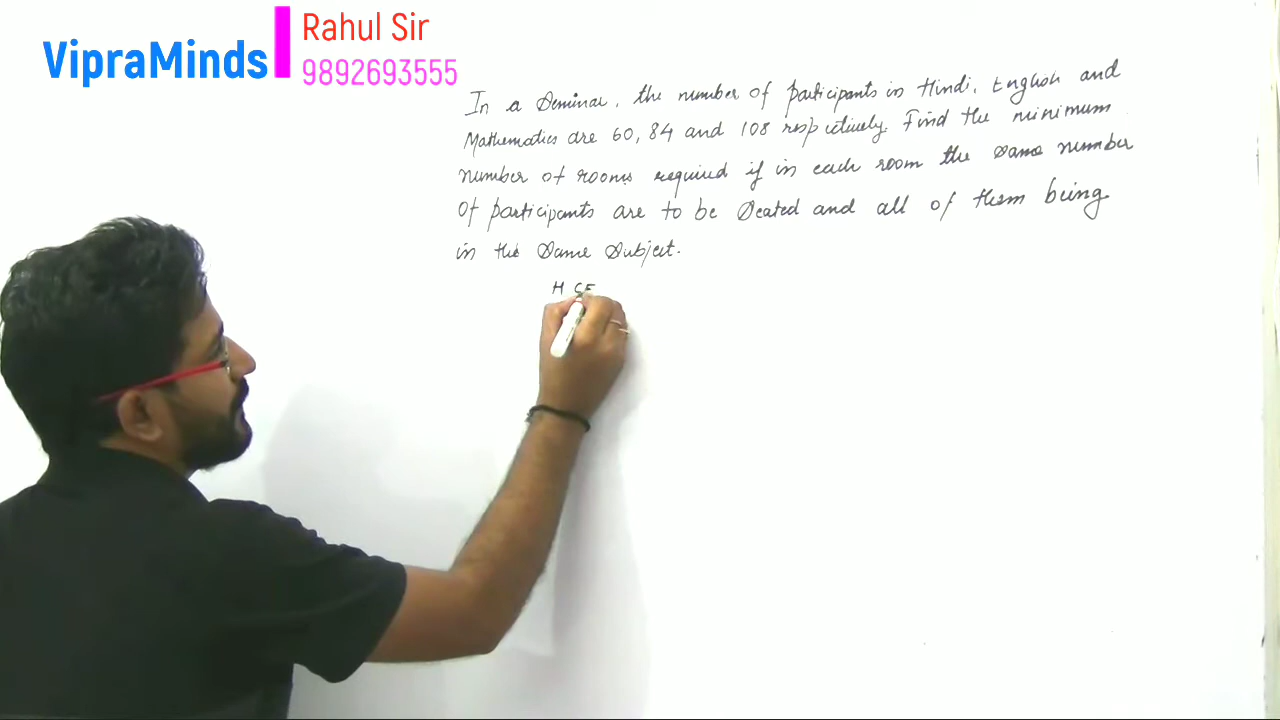 VipraMinds
Rahul Sir
9892693555
In a Seminar, the number of participants in Hindi, English and
Mathematics are 60, 84 and 108 respectively. Find the minimum
number of rooms required if in each room the same number
of participants are to be seated and all of them being
in the same subject.
H CF